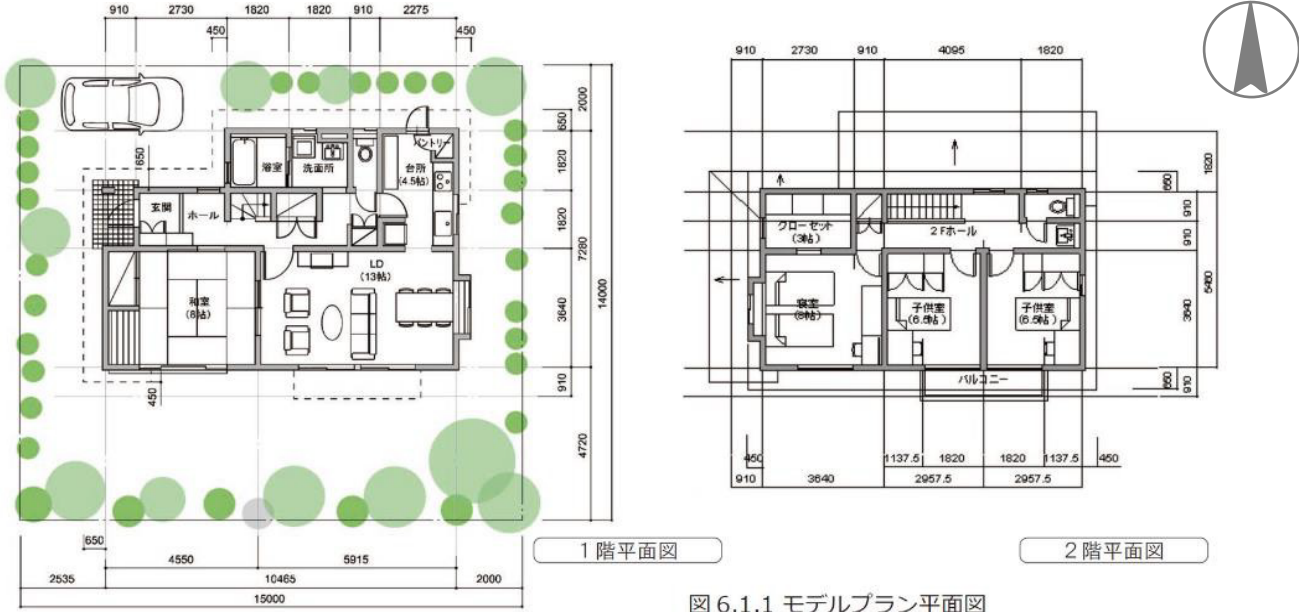 910 2730 1820 1820 910 2275
450 450
2000
650
1820
1820
7280
3640
14000
910
4720
650
浴室
洗面所
パントリー
台所
(4.5帖)
玄関
ホール
LD
(13帖)
和室
(8帖)
450
650
4550 5915
2535 10465 2000
15000
1階平面図
910 2730 910 4095 1820
1820
650
910
910
5460
3640
650
910
クローゼット
(3帖)
2Fホール
寝室
(8帖)
子供室
(6.5帖)
子供室
(6.5帖)
バルコニー
450 1137.5 1820 1820 1137.5 450
910 3640 2957.5 2957.5
2階平面図
図 6.1.1 モデルプラン平面図